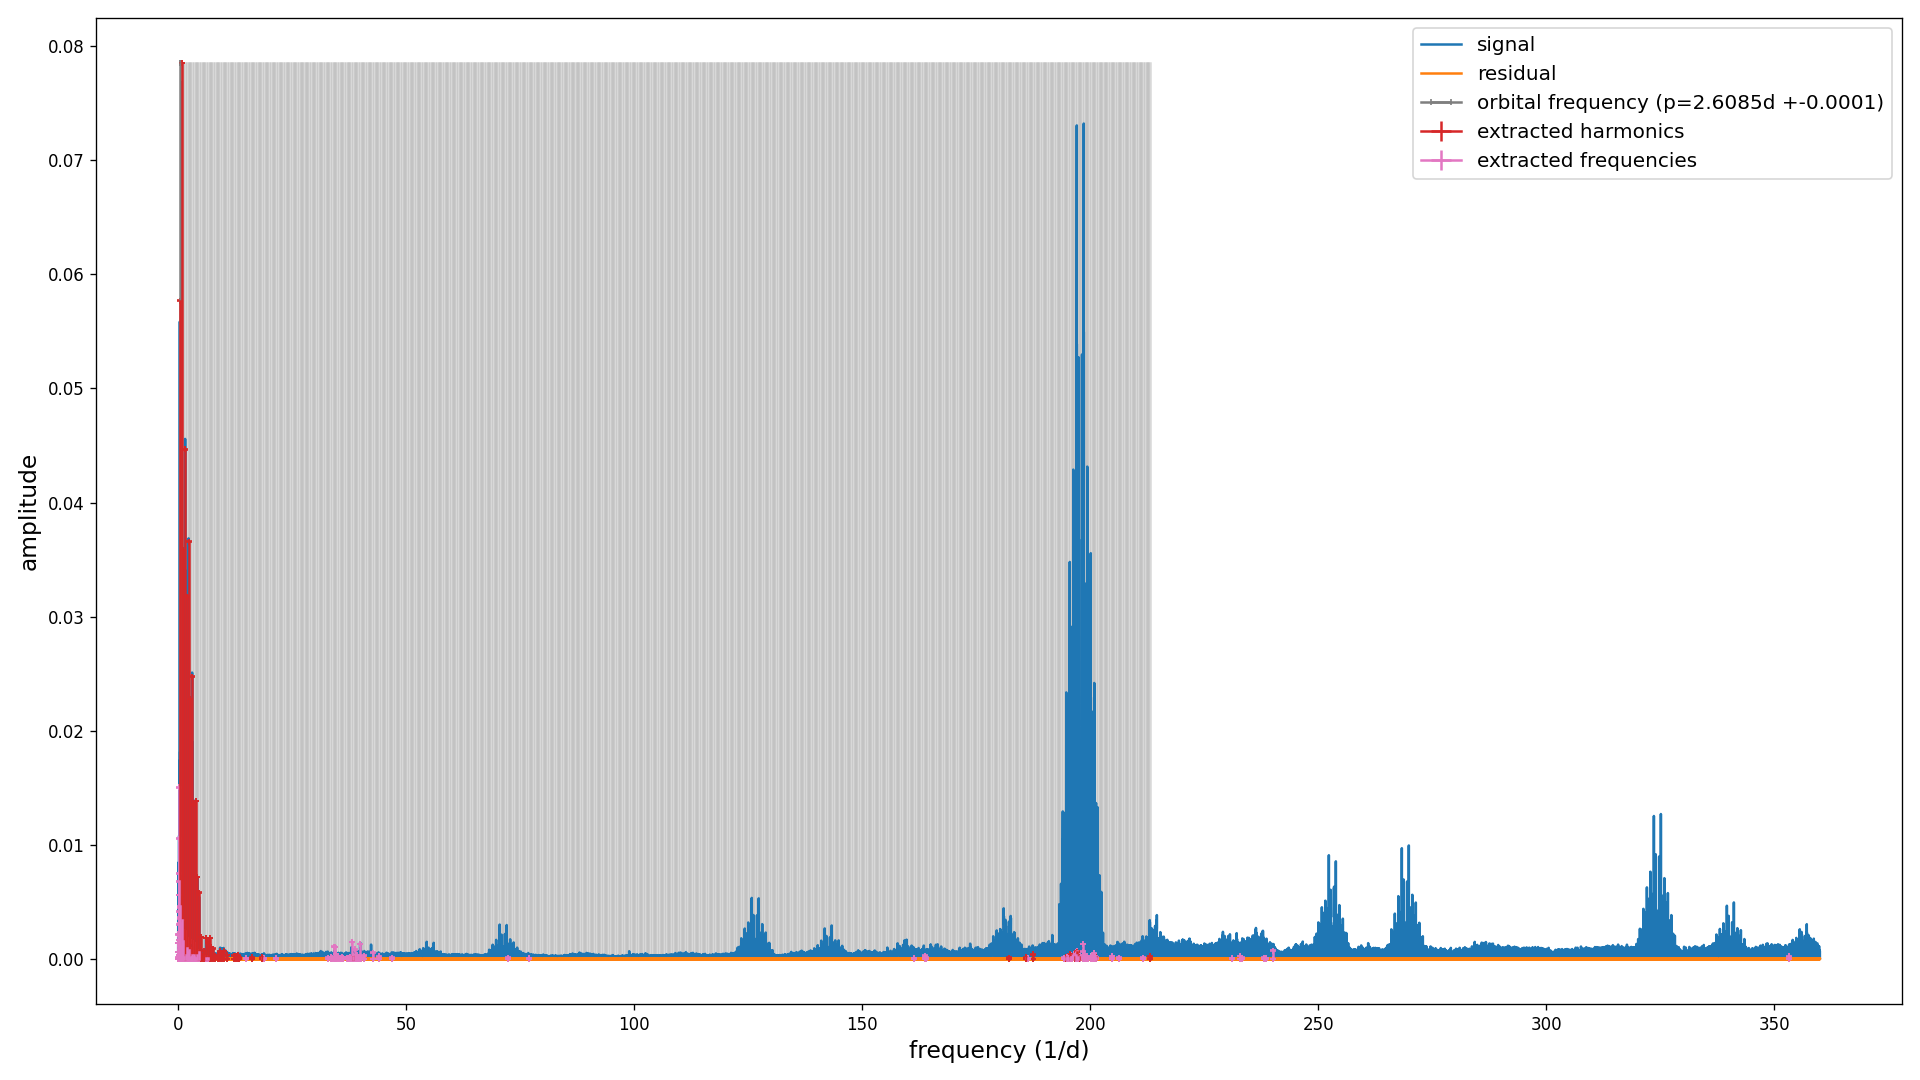 signal
residual
orbital frequency (p=2.6085d +-0.0001)
extracted harmonics
extracted frequencies
0.08
0.07
0.06
0.05
0.04
0.03
0.02
0.01
0.00
amplitude
0 50 100 150 200 250 300 350
frequency (1/d)